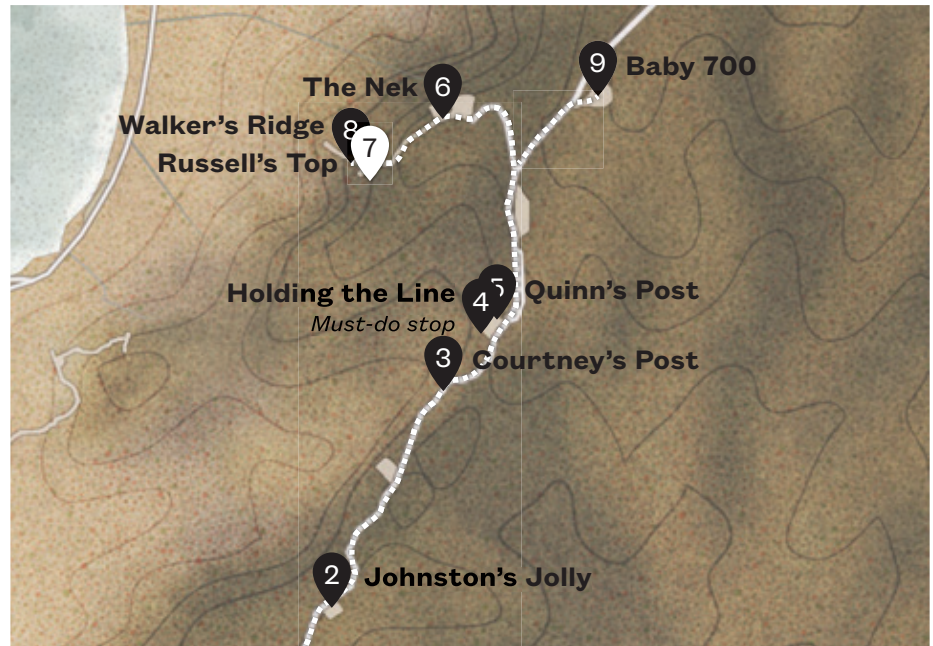 9 Baby 700
The Nek 6
Walker's Ridge 8
7
Russell's Top
Holding the Line 4
5 Quinn's Post
Must-do stop
3 Courtney's Post
2 Johnston's Jolly